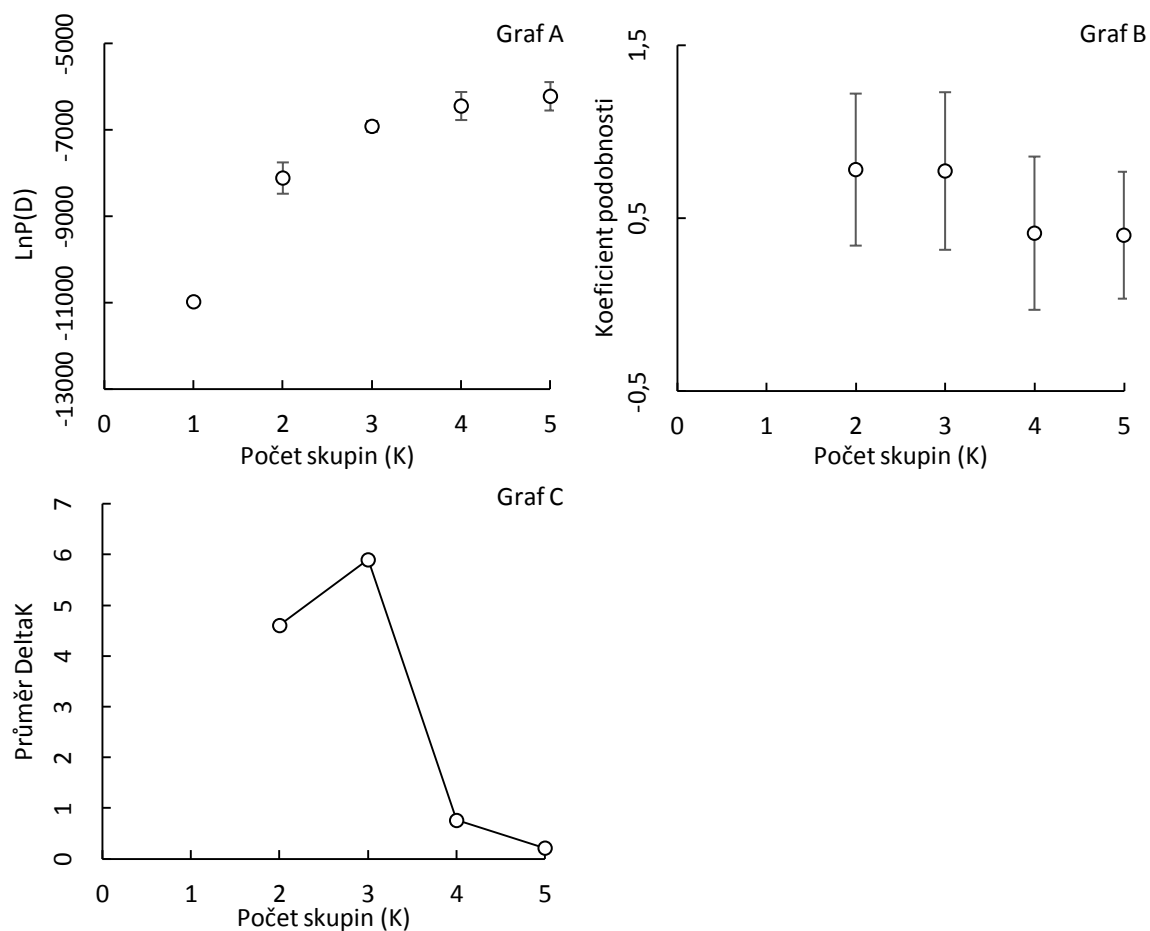 Graf A
LnP(D)
-5000
-7000
-9000
-11000
-13000
0 1 2 3 4 5
Počet skupin (K)
Graf B
Koeficient podobnosti
1,5
0,5
-0,5
0 1 2 3 4 5
Počet skupin (K)
Graf C
Průměr DeltaK
7
6
5
4
3
2
1
0
0 1 2 3 4 5
Počet skupin (K)